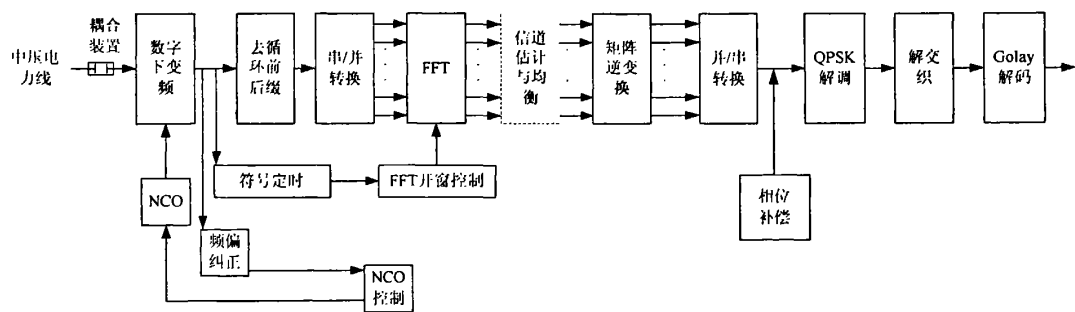 中压电
力线
耦合
装置
数字
下变
频
去循
环前
后缀
串/并
转换
FFT
信道
估计
与均
衡
矩阵
逆变
换
并/串
转换
QPSK
解调
解交
织
Golay
解码
NCO
符号定时
FFT开窗控制
相位
补偿
频偏
纠正
NCO
控制